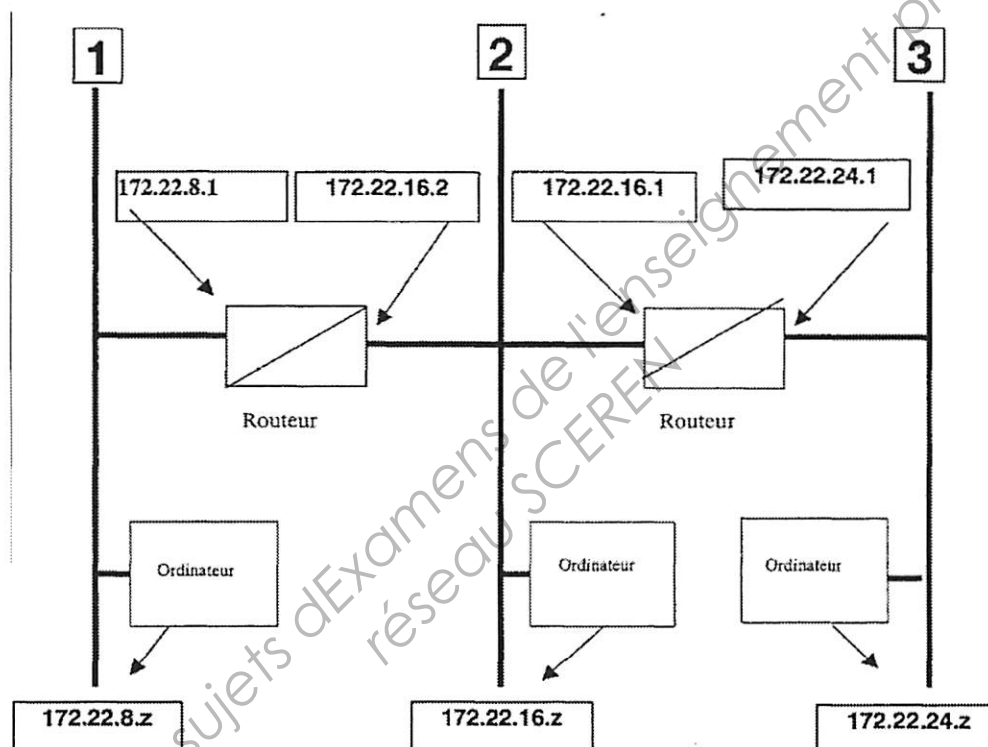 1
2
3
172.22.8.1
172.22.16.2
172.22.16.1
172.22.24.1
Routeur
Routeur
Ordinateur
Ordinateur
Ordinateur
172.22.8.z
172.22.16.z
172.22.24.z
sujets dExamens de l'enseignement
réseau SCEREN